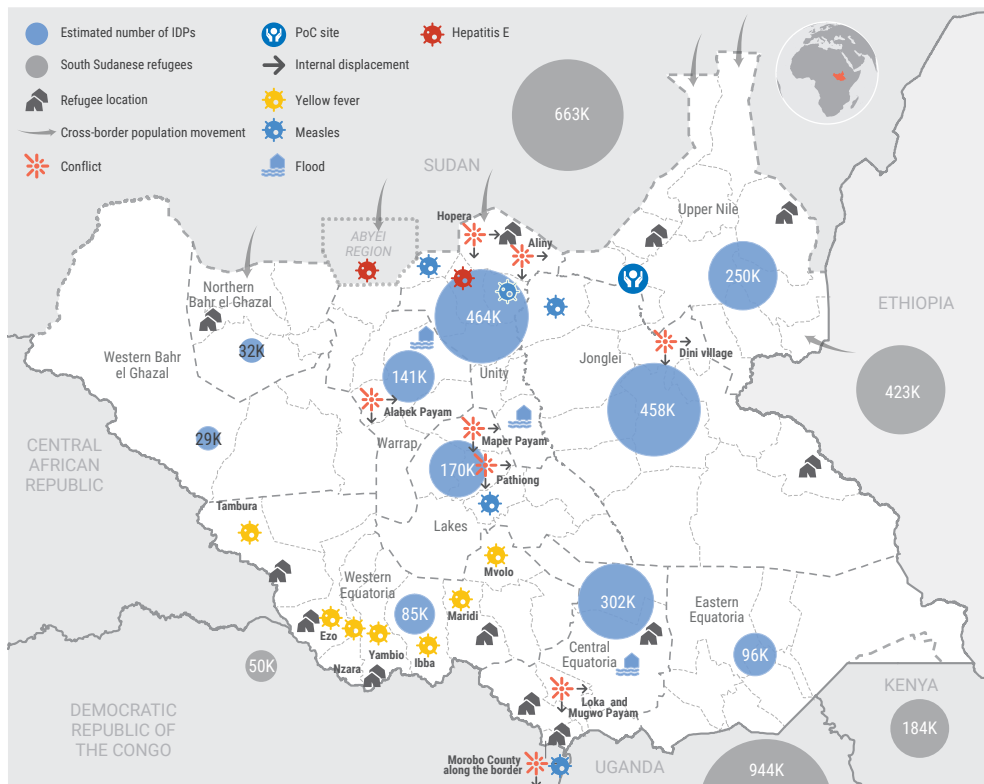 Estimated number of IDPs
PoC site
Hepatitis E
South Sudanese refugees
Internal displacement
Refugee location
Yellow fever
Cross-border population movement
Measles
Conflict
Flood
663K
SUDAN
Upper Nile
Hopera
ABYEI
REGION
Aliny
250K
Northern
Bahr el Ghazal
ETHIOPIA
464K
32K
Western Bahr
el Ghazal
Jonglei
Dini village
Unity
141K
423K
Alabek Payam
458K
29K
Warrap
Maper Payam
CENTRAL
AFRICAN
REPUBLIC
170K
Pathiong
Tambura
Lakes
Mvolo
Western
Equatoria
302K
Eastern
Equatoria
85K
Maridi
Ezo
Yambio
Ibba
Nzara
Central
Equatoria
96K
50K
KENYA
Loka and
Mugwo Payam
DEMOCRATIC
REPUBLIC OF
THE CONGO
184K
Morobo County
along the border
UGANDA
944K